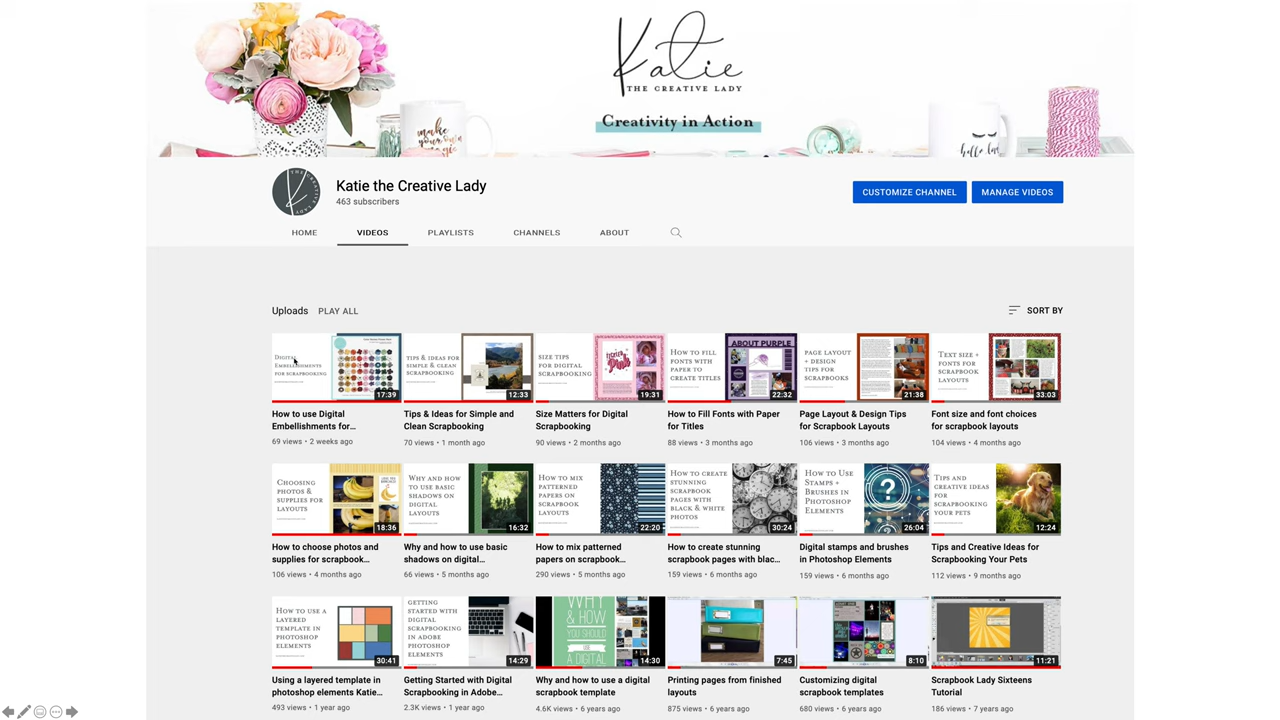 Katie
THE CREATIVE LADY
Creativity in Action
make
your own
magic
hello
Katie the Creative Lady
463 subscribers
CUSTOMIZE CHANNEL
MANAGE VIDEOS
HOME
VIDEOS
PLAYLISTS
CHANNELS
ABOUT
Uploads
PLAY ALL
SORT BY
DIGITAL
EMBELLISHMENTS
FOR SCRAPBOOKING
17:39
TIPS & IDEAS FOR
SIMPLE & CLEAN
SCRAPBOOKING
12:33
SIZE TIPS
FOR DIGITAL
SCRAPBOOKING
19:31
HOW TO FILL
FONTS WITH
PAPER TO
CREATE TITLES
ABOUT PURPLE
22:32
PAGE LAYOUT
+ DESIGN
TIPS FOR
SCRAPBOOKS
21:38
TEXT SIZE +
FONTS FOR
SCRAPBOOK
LAYOUTS
33:03
How to use Digital
Embellishments for...
69 views • 2 weeks ago
Tips & Ideas for Simple and
Clean Scrapbooking
70 views • 1 month ago
Size Matters for Digital
Scrapbooking
90 views • 2 months ago
How to Fill Fonts with Paper
for Titles
88 views • 3 months ago
Page Layout & Design Tips
for Scrapbook Layouts
106 views • 3 months ago
Font size and font choices
for scrapbook layouts
104 views • 4 months ago
CHOOSING
PHOTOS &
SUPPLIES FOR
LAYOUTS
18:36
WHY AND HOW
TO USE BASIC
SHADOWS ON
DIGITAL
LAYOUTS
16:32
HOW TO MIX
PATTERNED
PAPERS ON
SCRAPBOOK
LAYOUTS
22:20
HOW TO CREATE
STUNNING
SCRAPBOOK
PAGES WITH
BLACK & WHITE
PHOTOS
30:24
HOW TO USE
STAMPS +
BRUSHES IN
PHOTOSHOP
ELEMENTS
26:04
TIPS AND
CREATIVE IDEAS
FOR
SCRAPBOOKING
YOUR PETS
12:24
How to choose photos and
supplies for scrapbook...
106 views • 4 months ago
Why and how to use basic
shadows on digital...
66 views • 5 months ago
How to mix patterned
papers on scrapbook...
290 views • 5 months ago
How to create stunning
scrapbook pages with blac...
159 views • 6 months ago
Digital stamps and brushes
in Photoshop Elements
159 views • 6 months ago
Tips and Creative Ideas for
Scrapbooking Your Pets
112 views • 9 months ago
HOW TO USE A
LAYERED
TEMPLATE IN
PHOTOSHOP
ELEMENTS
30:41
GETTING
STARTED WITH
DIGITAL
SCRAPBOOKING
IN ADOBE
PHOTOSHOP
ELEMENTS
14:29
WHY
& HOW
YOU SHOULD
USE A
DIGITAL
14:30
7:45
8:10
11:21
Using a layered template in
photoshop elements Katie...
493 views • 1 year ago
Getting Started with Digital
Scrapbooking in Adobe...
2.3K views • 1 year ago
Why and how to use a digital
scrapbook template
4.6K views • 6 years ago
Printing pages from finished
layouts
875 views • 6 years ago
Customizing digital
scrapbook templates
680 views • 6 years ago
Scrapbook Lady Sixteens
Tutorial
186 views • 7 years ago